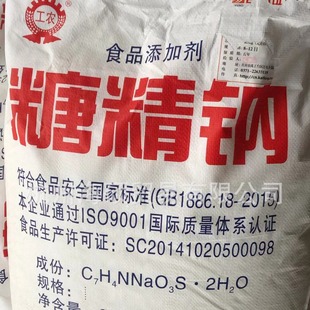 工农
食品添加剂
糖精钠
符合食品安全国家标准(GB1886.18-2015)
本企业通过ISO9001国际质量体系认证
食品生产许可证：SC20141020500098
成份：C₇H₄NNaO₃S·2H₂O
规格：
净含量